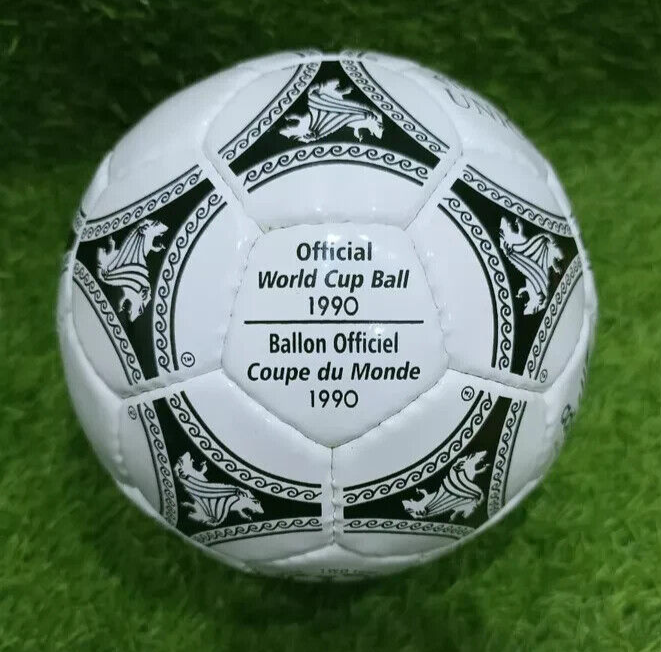 Official
World Cup Ball
1990
Ballon Officiel
Coupe du Monde
1990